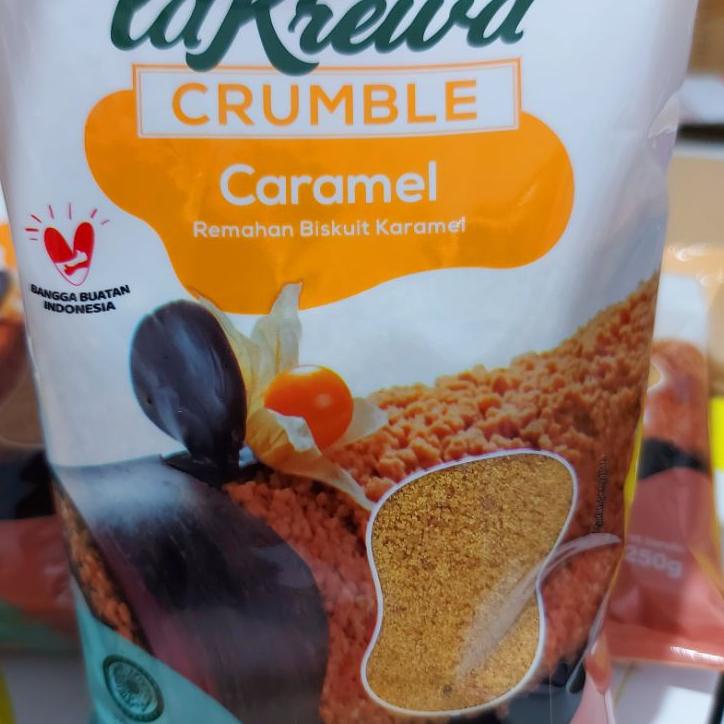 laKrewa
CRUMBLE
Caramel
Remahan Biskuit Karamel
BANGGA BUATAN
INDONESIA
250g